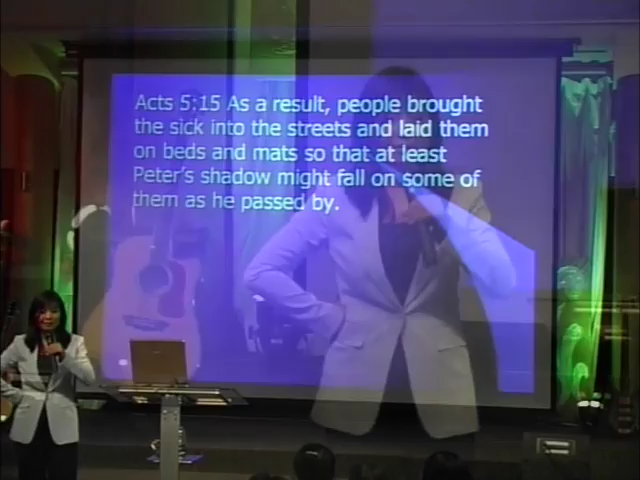 Acts 5:15 As a result, people brought
the sick into the streets and laid them
on beds and mats so that at least
Peter's shadow might fall on some of
them as he passed by.